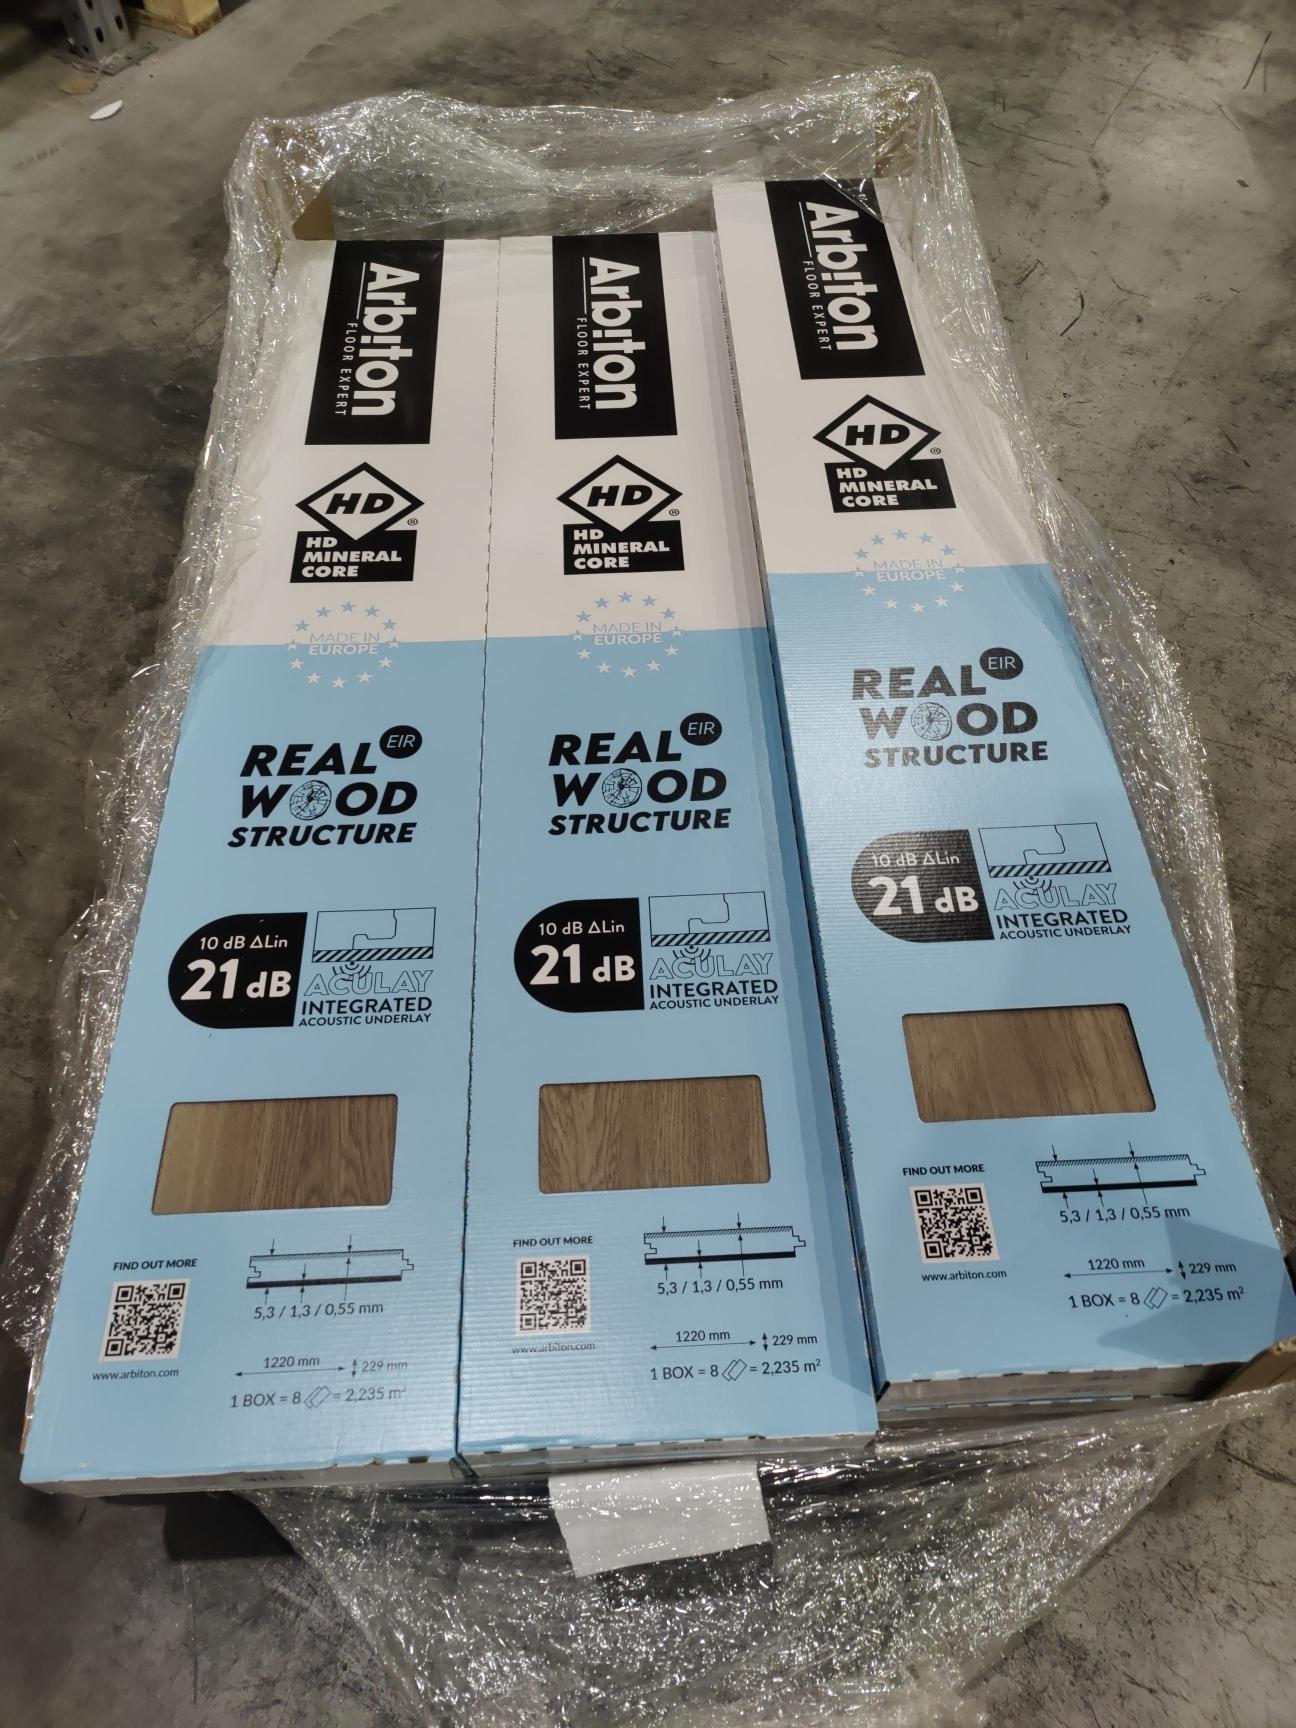 Arbiton
FLOOR EXPERT
HD®
HD
MINERAL
CORE
MADE IN
EUROPE
REAL EIR
WOOD
STRUCTURE
10 dB ΔLin
21 dB
ACULAY
INTEGRATED
ACOUSTIC UNDERLAY
FIND OUT MORE
www.arbiton.com
5,3 / 1,3 / 0,55 mm
1220 mm
229 mm
1 BOX = 8 = 2,235 m²
Arbiton
FLOOR EXPERT
HD®
HD
MINERAL
CORE
MADE IN
EUROPE
REAL EIR
WOOD
STRUCTURE
10 dB ΔLin
21 dB
ACULAY
INTEGRATED
ACOUSTIC UNDERLAY
FIND OUT MORE
www.arbiton.com
5,3 / 1,3 / 0,55 mm
1220 mm
229 mm
1 BOX = 8 = 2,235 m²
Arbiton
FLOOR EXPERT
HD®
HD
MINERAL
CORE
MADE IN
EUROPE
REAL EIR
WOOD
STRUCTURE
10 dB ΔLin
21 dB
ACULAY
INTEGRATED
ACOUSTIC UNDERLAY
FIND OUT MORE
www.arbiton.com
5,3 / 1,3 / 0,55 mm
1220 mm
229 mm
1 BOX = 8 = 2,235 m²